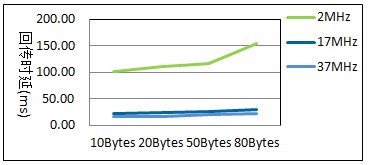 200.00
150.00
100.00
50.00
0.00
回传时延(ms)
10Bytes 20Bytes 50Bytes 80Bytes
2MHz
17MHz
37MHz